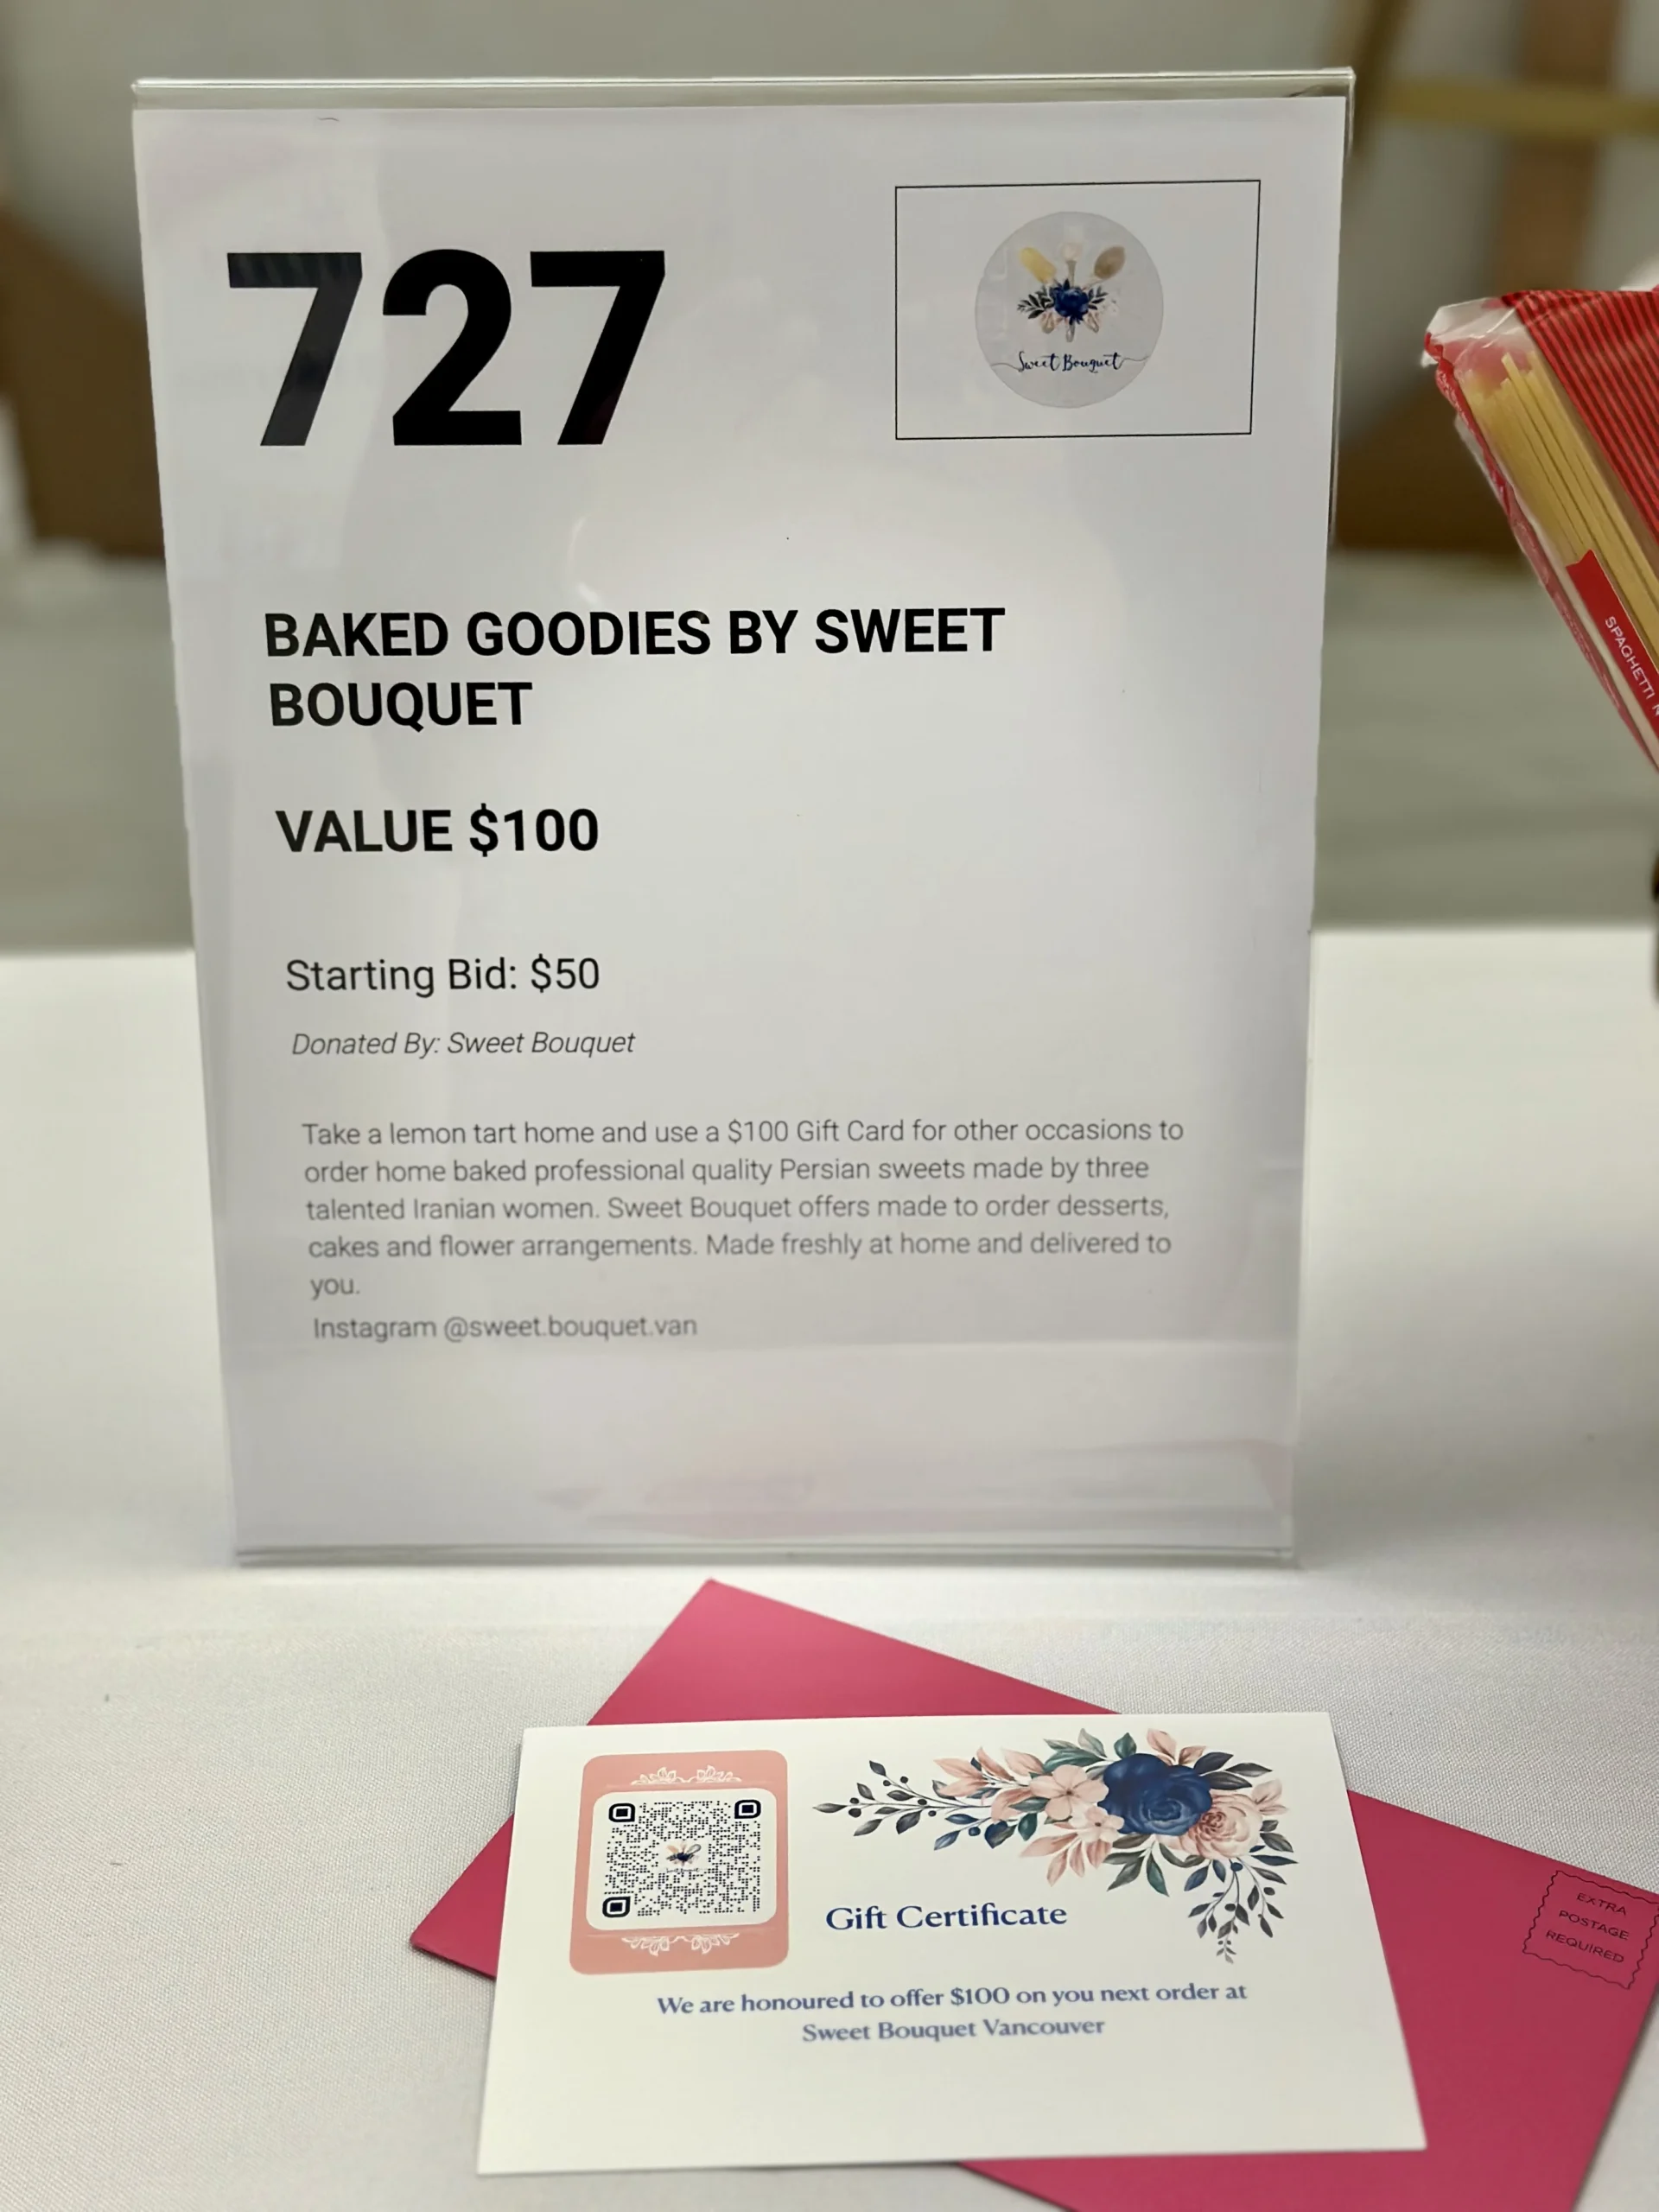 727
Sweet Bouquet
BAKED GOODIES BY SWEET
BOUQUET
VALUE $100
Starting Bid: $50
Donated By: Sweet Bouquet
Take a lemon tart home and use a $100 Gift Card for other occasions to
order home baked professional quality Persian sweets made by three
talented Iranian women. Sweet Bouquet offers made to order desserts,
cakes and flower arrangements. Made freshly at home and delivered to
you.
Instagram @sweet.bouquet.van
SPAGHETTI
Gift Certificate
We are honoured to offer $100 on you next order at
Sweet Bouquet Vancouver
EXTRA
POSTAGE
REQUIRED